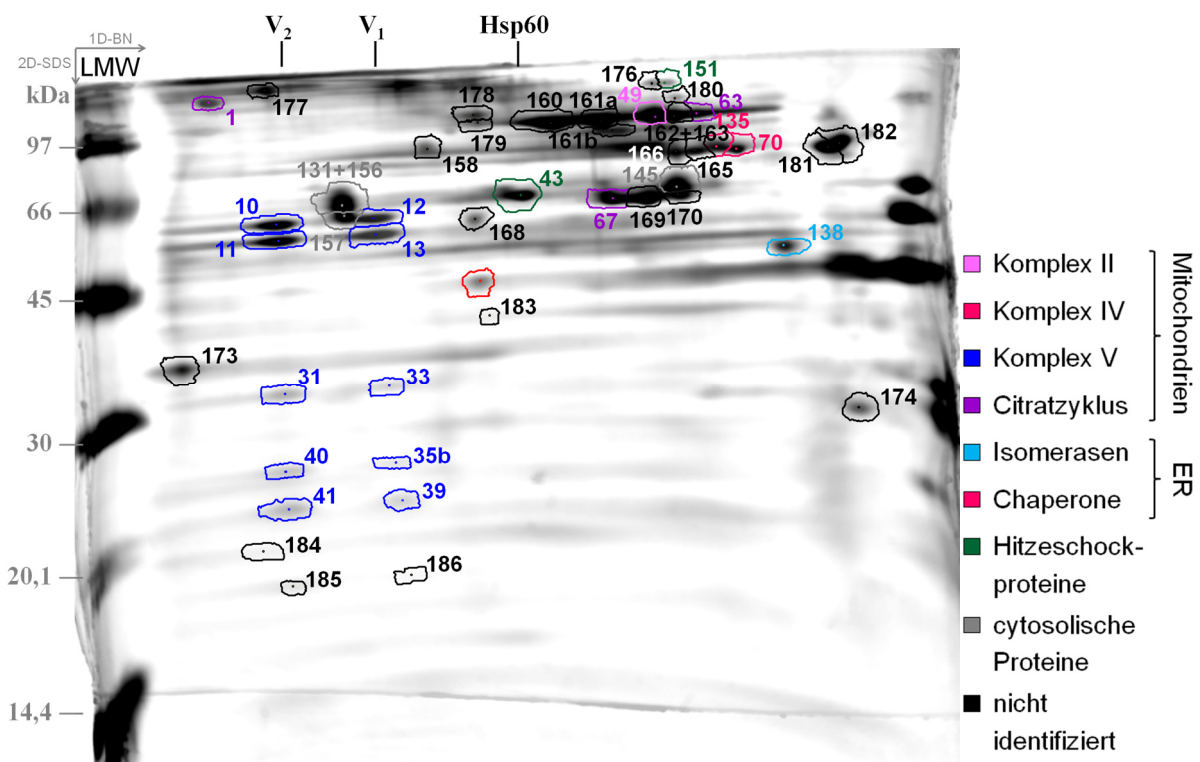 V2 V1 Hsp60
1D-BN
2D-SDS
LMW
kDa
97
66
45
30
20,1
14,4
176 151
180
1 177 178 160 161a 49 63
135
179 161b 162+163 70 182
158 166 165 181
131+156 43 145
10 12 67 169 170
168
11 157 13 138
183
173 31 33 174
40 35b
41 39
184 186
185
Komplex II
Komplex IV
Komplex V
Citratzyklus
Mitochondrien
Isomerasen
Chaperone
ER
Hitzeschock-
proteine
cytosolische
Proteine
nicht
identifiziert